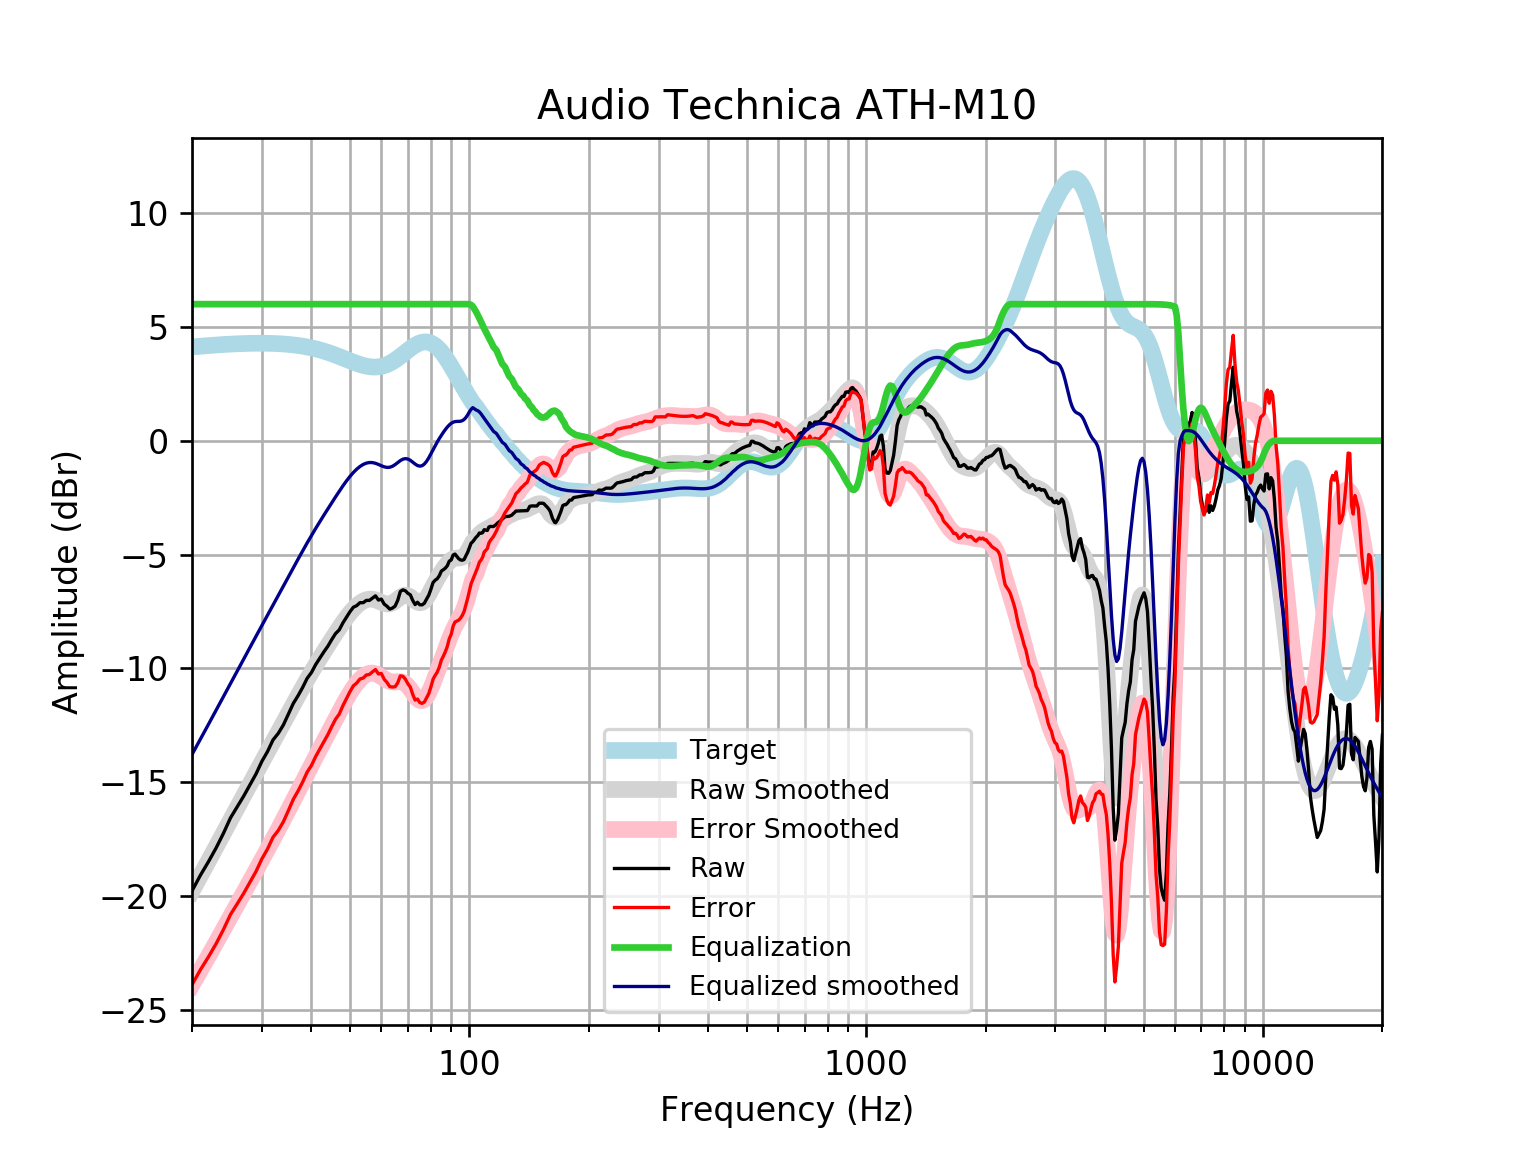 Audio Technica ATH-M10
Amplitude (dBr)
10
5
0
−5
−10
−15
−20
−25
Target
Raw Smoothed
Error Smoothed
Raw
Error
Equalization
Equalized smoothed
100
1000
10000
Frequency (Hz)